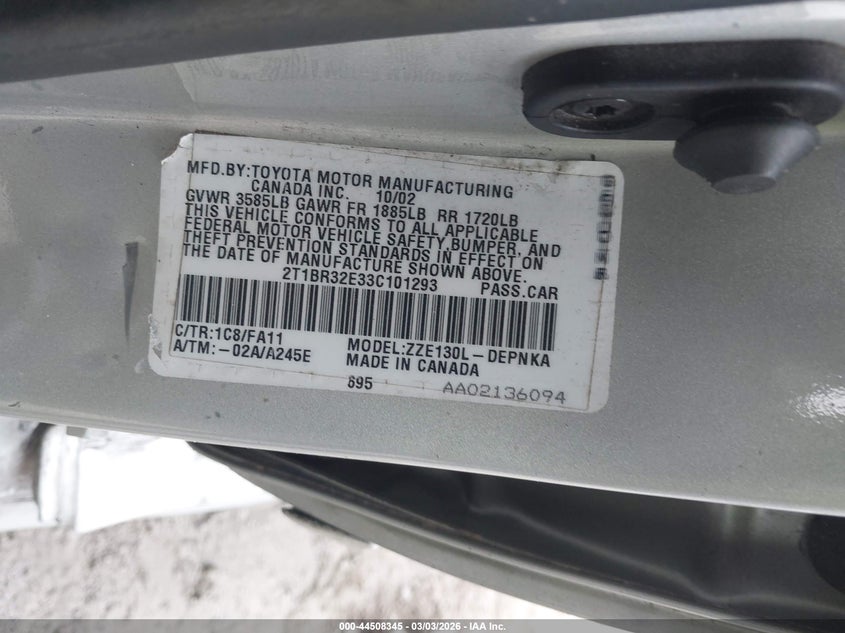 MFD.BY:TOYOTA MOTOR MANUFACTURING
CANADA INC. 10/02
GVWR 3585LB GAWR FR 1885LB RR 1720LB
THIS VEHICLE CONFORMS TO ALL APPLICABLE
FEDERAL MOTOR VEHICLE SAFETY,BUMPER, AND
THEFT PREVENTION STANDARDS IN EFFECT ON
THE DATE OF MANUFACTURE SHOWN ABOVE.
2T1BR32E33C101293 PASS.CAR
C/TR:1C8/FA11 MODEL:ZZE130L-DEPNKA
A/TM:-02A/A245E MADE IN CANADA
695 AA02136094
000-44508345 | 03/03/2026 | IAA Inc.